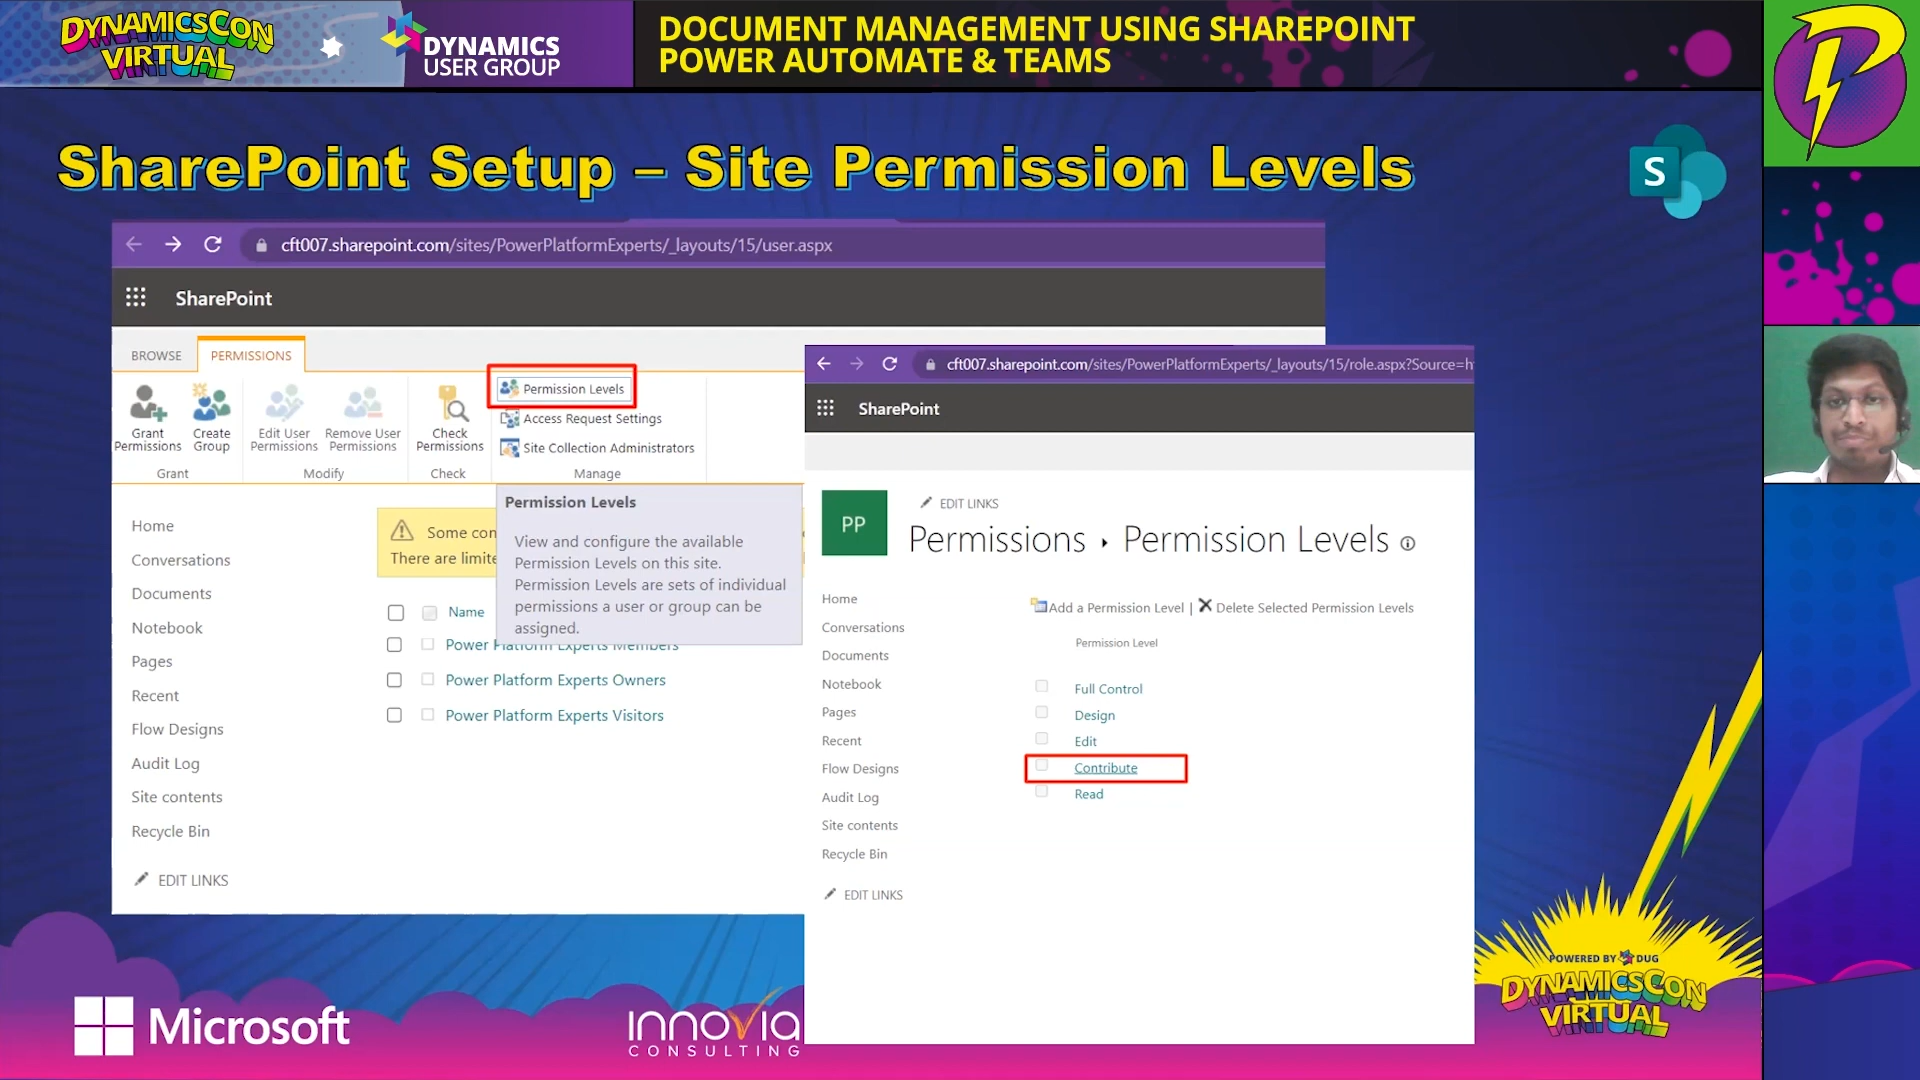 DYNAMICSCON
VIRTUAL
DYNAMICS
USER GROUP
DOCUMENT MANAGEMENT USING SHAREPOINT
POWER AUTOMATE & TEAMS
SharePoint Setup – Site Permission Levels
S
cft007.sharepoint.com/sites/PowerPlatformExperts/_layouts/15/user.aspx
SharePoint
BROWSE
PERMISSIONS
Grant
Permissions
Create
Group
Edit User
Permissions
Remove User
Permissions
Check
Permissions
Permission Levels
Access Request Settings
Site Collection Administrators
Grant
Modify
Check
Manage
Permission Levels
View and configure the available
Permission Levels on this site.
Permission Levels are sets of individual
permissions a user or group can be
assigned.
Home
Conversations
Documents
Notebook
Pages
Recent
Flow Designs
Audit Log
Site contents
Recycle Bin
EDIT LINKS
Some con
There are limite
Name
Power Platform Experts Members
Power Platform Experts Owners
Power Platform Experts Visitors
cft007.sharepoint.com/sites/PowerPlatformExperts/_layouts/15/role.aspx?Source=h
SharePoint
PP
EDIT LINKS
Permissions ▸ Permission Levels
Home
Conversations
Documents
Notebook
Pages
Recent
Flow Designs
Audit Log
Site contents
Recycle Bin
EDIT LINKS
Add a Permission Level | Delete Selected Permission Levels
Permission Level
Full Control
Design
Edit
Contribute
Read
Microsoft
innovia
CONSULTING
POWERED BY DUG
DYNAMICSCON
VIRTUAL